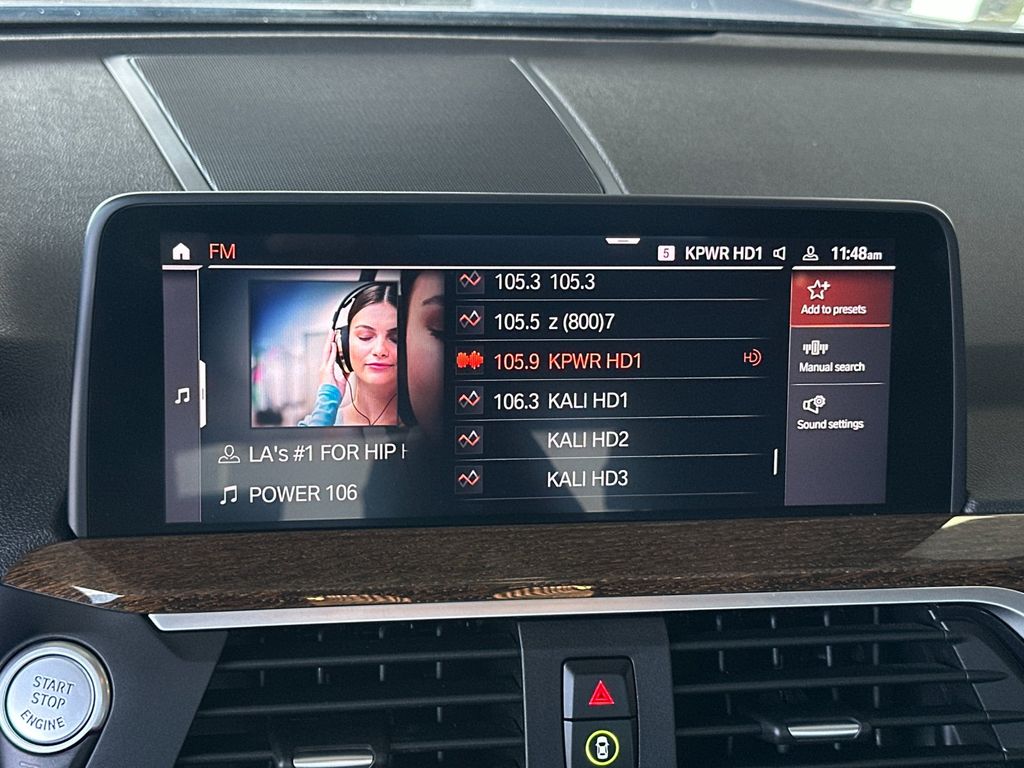 FM
5 KPWR HD1 11:48am
105.3 105.3
105.5 z (800)7
105.9 KPWR HD1 HD
106.3 KALI HD1
KALI HD2
KALI HD3
LA's #1 FOR HIP
POWER 106
Add to presets
Manual search
Sound settings
START
STOP
ENGINE